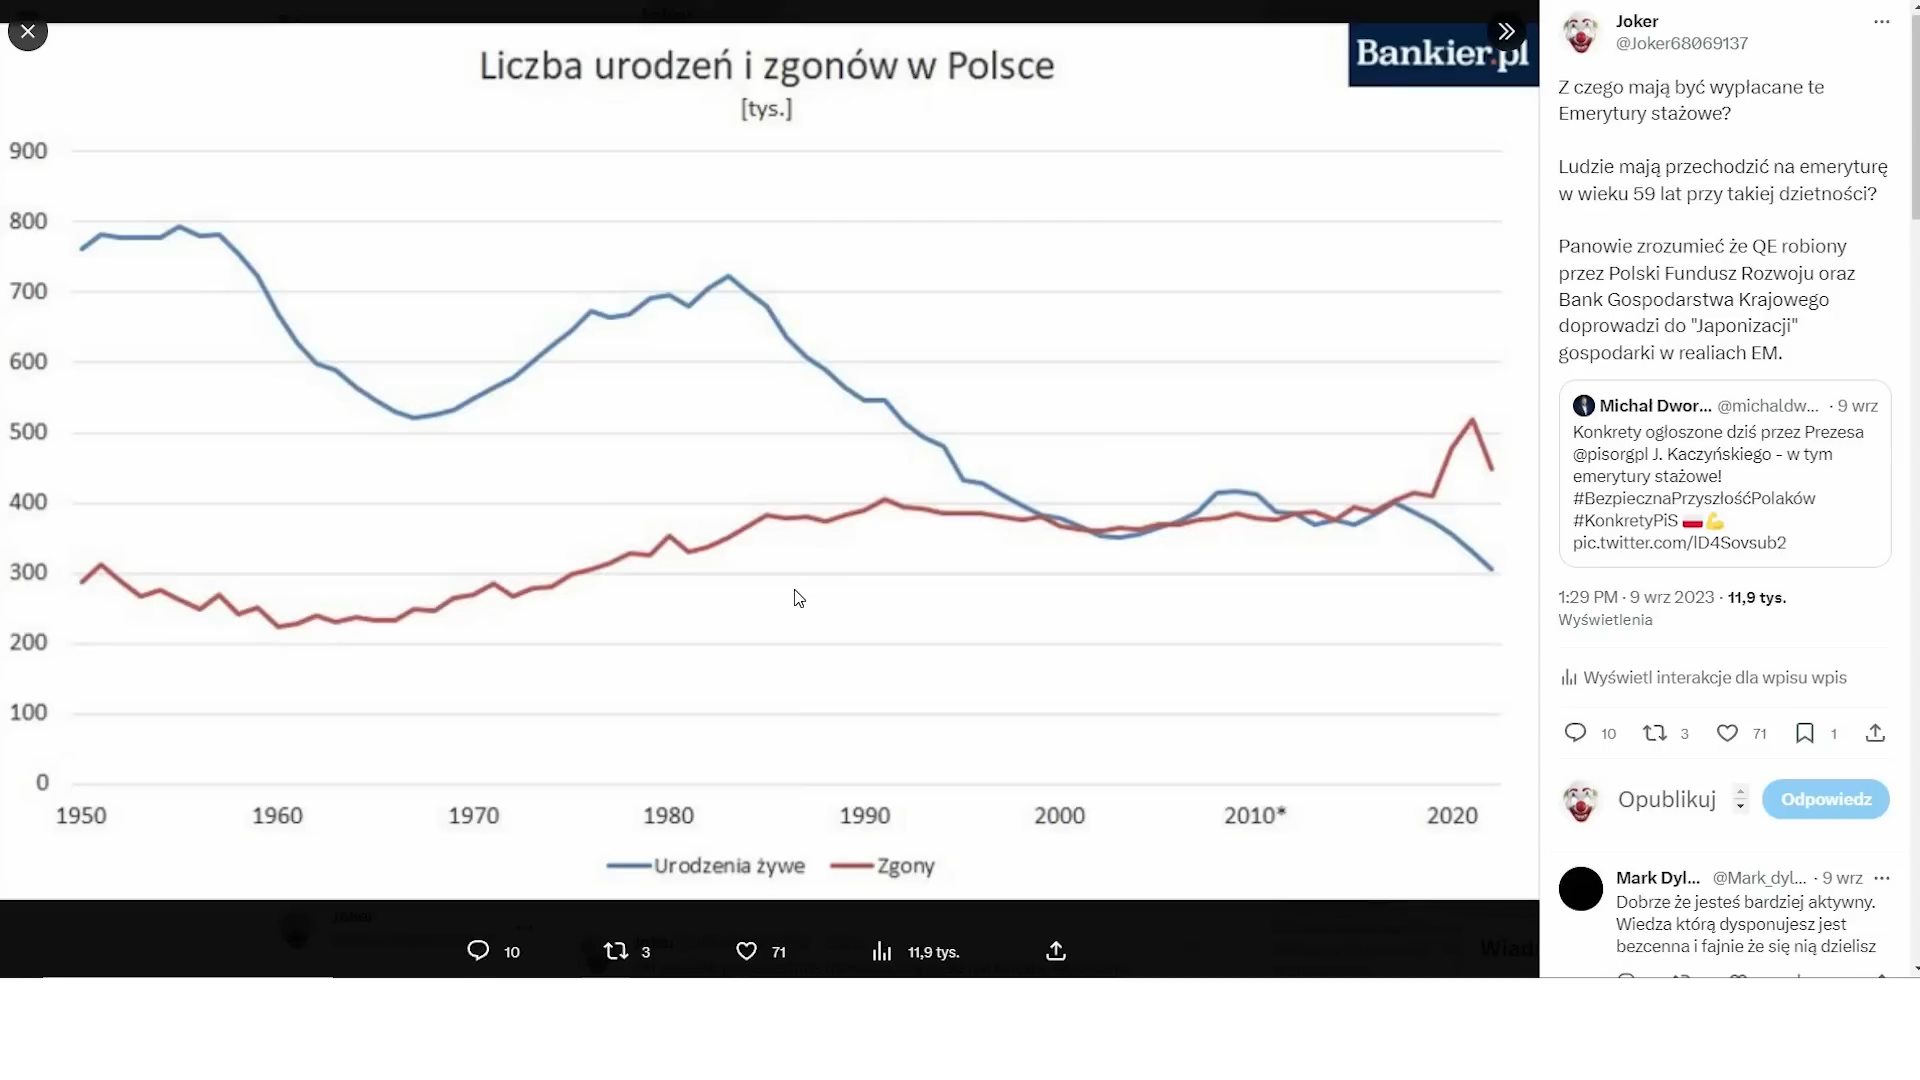 Liczba urodzeń i zgonów w Polsce
[tys.]
Bankier.pl
900
800
700
600
500
400
300
200
100
0
1950
1960
1970
1980
1990
2000
2010*
2020
Urodzenia żywe
Zgony
10
3
71
11,9 tys.
Joker
@Joker68069137
Z czego mają być wypłacane te
Emerytury stażowe?
Ludzie mają przechodzić na emeryturę
w wieku 59 lat przy takiej dzietności?
Panowie zrozumieć że QE robiony
przez Polski Fundusz Rozwoju oraz
Bank Gospodarstwa Krajowego
doprowadzi do "Japonizacji"
gospodarki w realiach EM.
Michal Dwor... @michaldw... · 9 wrz
Konkrety ogłoszone dziś przez Prezesa
@pisorgpl J. Kaczyńskiego - w tym
emerytury stażowe!
#BezpiecznaPrzyszłośćPolaków
#KonkretyPiS 🇵🇱💪
pic.twitter.com/lD4Sovsub2
1:29 PM · 9 wrz 2023 · 11,9 tys.
Wyświetlenia
Wyświetl interakcje dla wpisu wpis
10
3
71
1
Opublikuj
Odpowiedz
Mark Dyl... @Mark_dyl... · 9 wrz
Dobrze że jesteś bardziej aktywny.
Wiedza którą dysponujesz jest
bezcenna i fajnie że się nią dzielisz